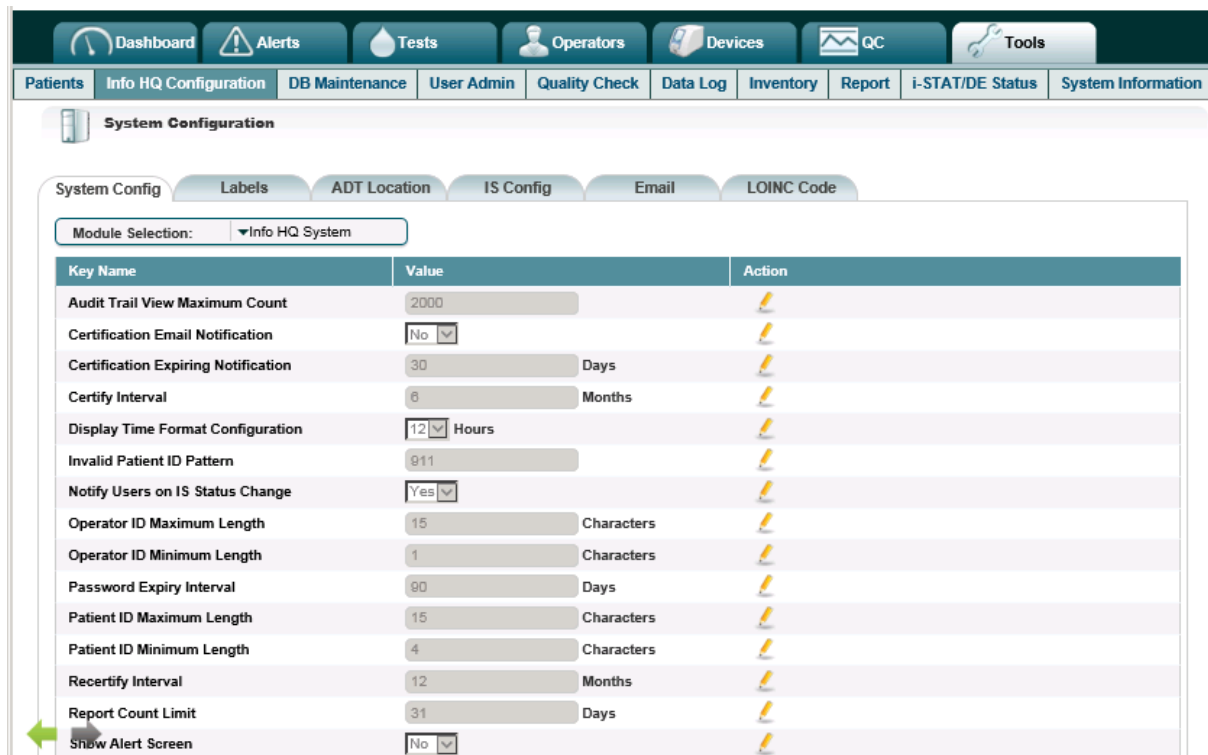 Dashboard Alerts Tests Operators Devices QC Tools
Patients Info HQ Configuration DB Maintenance User Admin Quality Check Data Log Inventory Report i-STAT/DE Status System Information
System Configuration
System Config Labels ADT Location IS Config Email LOINC Code
Module Selection: Info HQ System
Key Name Value Action
Audit Trail View Maximum Count 2000
Certification Email Notification No
Certification Expiring Notification 30 Days
Certify Interval 6 Months
Display Time Format Configuration 12 Hours
Invalid Patient ID Pattern 911
Notify Users on IS Status Change Yes
Operator ID Maximum Length 15 Characters
Operator ID Minimum Length 1 Characters
Password Expiry Interval 90 Days
Patient ID Maximum Length 15 Characters
Patient ID Minimum Length 4 Characters
Recertify Interval 12 Months
Report Count Limit 31 Days
Show Alert Screen No